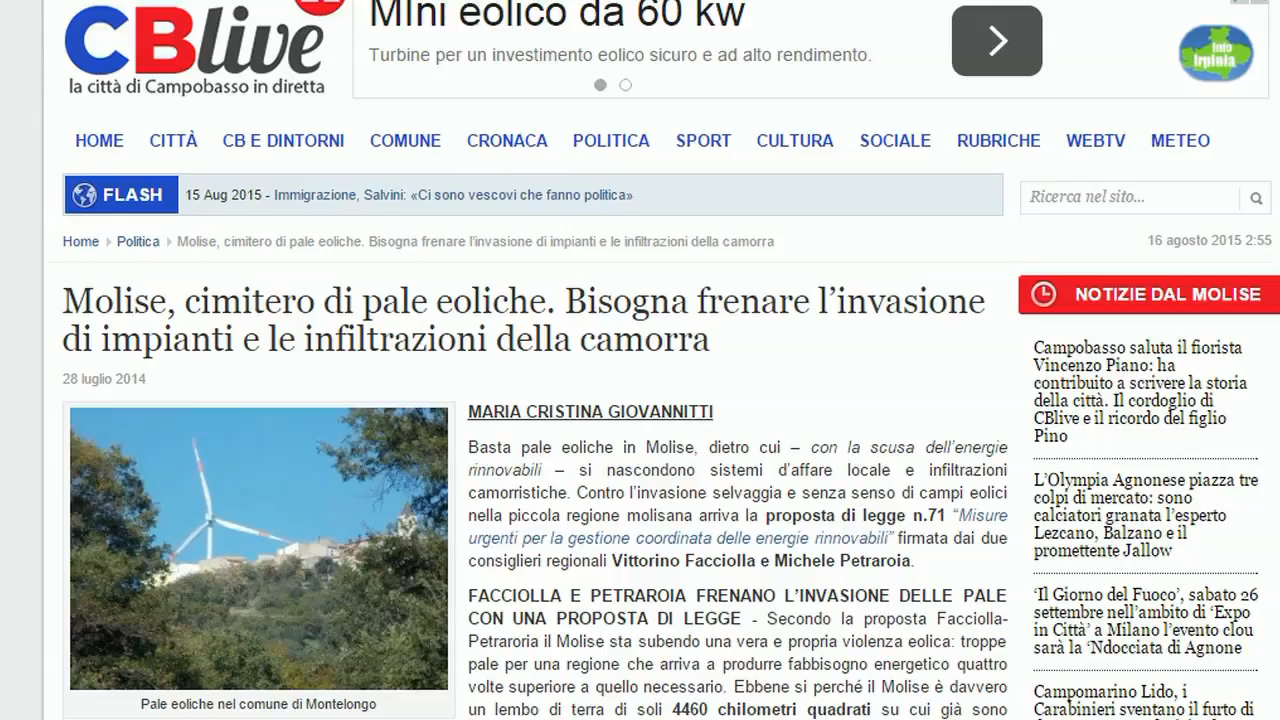 CBlive
la città di Campobasso in diretta
MIni eolico da 60 kw
Turbine per un investimento eolico sicuro e ad alto rendimento.
Info
Irpinia
HOME CITTÀ CB E DINTORNI COMUNE CRONACA POLITICA SPORT CULTURA SOCIALE RUBRICHE WEBTV METEO
FLASH 15 Aug 2015 - Immigrazione, Salvini: «Ci sono vescovi che fanno politica»
Ricerca nel sito...
Home Politica Molise, cimitero di pale eoliche. Bisogna frenare l'invasione di impianti e le infiltrazioni della camorra
16 agosto 2015 2:55
Molise, cimitero di pale eoliche. Bisogna frenare l'invasione
di impianti e le infiltrazioni della camorra
28 luglio 2014
Pale eoliche nel comune di Montelongo
MARIA CRISTINA GIOVANNITTI
Basta pale eoliche in Molise, dietro cui – con la scusa dell'energie
rinnovabili – si nascondono sistemi d'affare locale e infiltrazioni
camorristiche. Contro l'invasione selvaggia e senza senso di campi eolici
nella piccola regione molisana arriva la proposta di legge n.71 "Misure
urgenti per la gestione coordinata delle energie rinnovabili" firmata dai due
consiglieri regionali Vittorino Facciolla e Michele Petraroia.
FACCIOLLA E PETRAROIA FRENANO L'INVASIONE DELLE PALE
CON UNA PROPOSTA DI LEGGE - Secondo la proposta Facciolla-
Petraroria il Molise sta subendo una vera e propria violenza eolica: troppe
pale per una regione che arriva a produrre fabbisogno energetico quattro
volte superiore a quello necessario. Ebbene si perché il Molise è davvero
un lembo di terra di soli 4460 chilometri quadrati su cui già sono
NOTIZIE DAL MOLISE
Campobasso saluta il fiorista
Vincenzo Piano: ha
contribuito a scrivere la storia
della città. Il cordoglio di
CBlive e il ricordo del figlio
Pino
L'Olympia Agnonese piazza tre
colpi di mercato: sono
calciatori granata l'esperto
Lezcano, Balzano e il
promettente Jallow
'Il Giorno del Fuoco', sabato 26
settembre nell'ambito di 'Expo
in Città' a Milano l'evento clou
sarà la 'Ndocciata di Agnone
Campomarino Lido, i
Carabinieri sventano il furto di